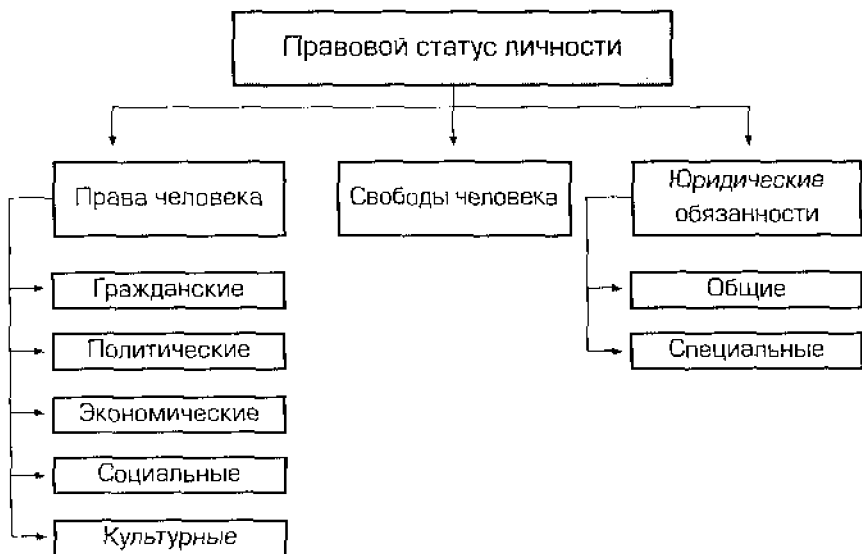 Правовой статус личности
Права человека
Свободы человека
Юридические
обязанности
Гражданские
Политические
Экономические
Социальные
Культурные
Общие
Специальные